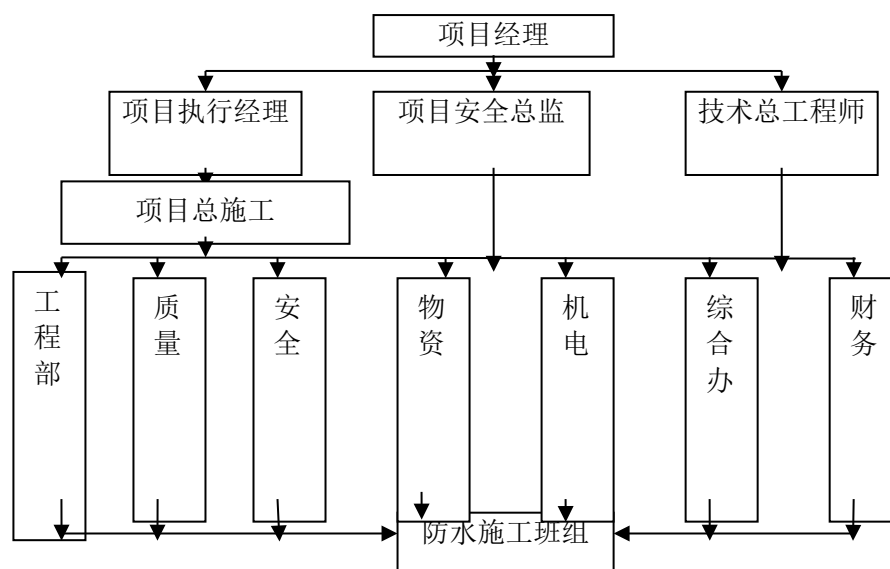 项目经理
项目执行经理
项目安全总监
技术总工程师
项目总施工
工程部
质量
安全
物资
机电
综合办
财务
防水施工班组